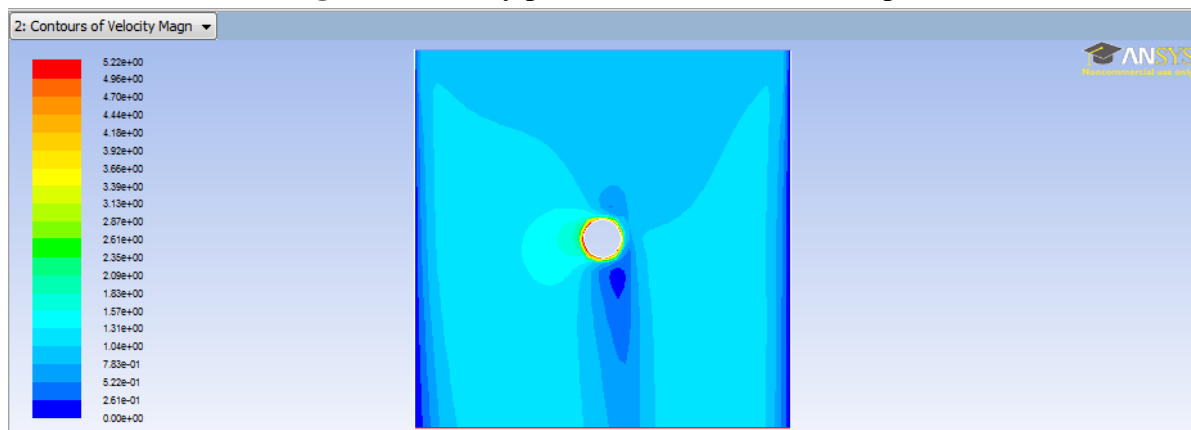 2: Contours of Velocity Magn
ANSYS
Noncommercial use only
5.22e+00
4.96e+00
4.70e+00
4.44e+00
4.18e+00
3.92e+00
3.66e+00
3.39e+00
3.13e+00
2.87e+00
2.61e+00
2.35e+00
2.09e+00
1.83e+00
1.57e+00
1.31e+00
1.04e+00
7.83e-01
5.22e-01
2.61e-01
0.00e+00